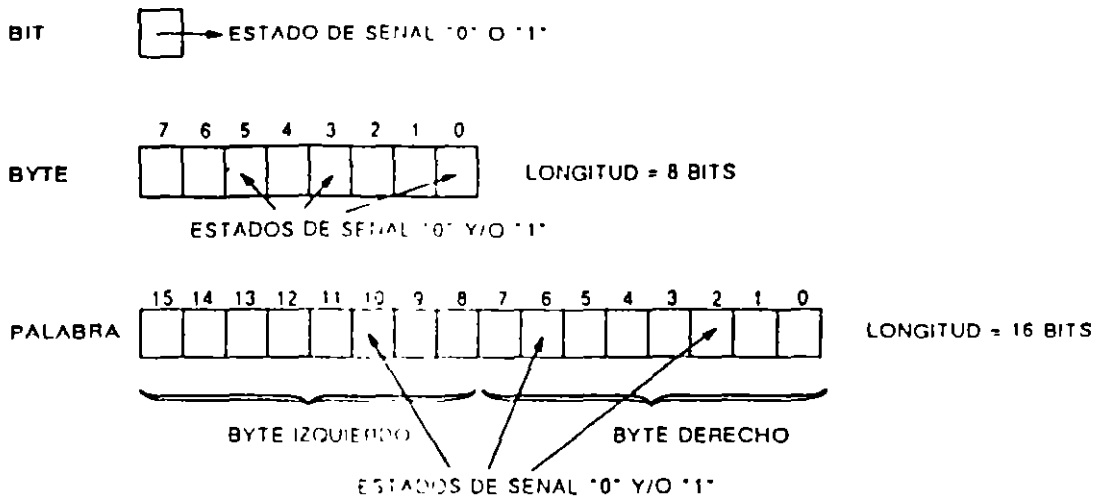 BIT ESTADO DE SENAL "0" O "1"
7 6 5 4 3 2 1 0
BYTE LONGITUD = 8 BITS
ESTADOS DE SENAL "0" Y/O "1"
15 14 13 12 11 10 9 8 7 6 5 4 3 2 1 0
PALABRA LONGITUD = 16 BITS
BYTE IZQUIERDO BYTE DERECHO
ESTADOS DE SENAL "0" Y/O "1"